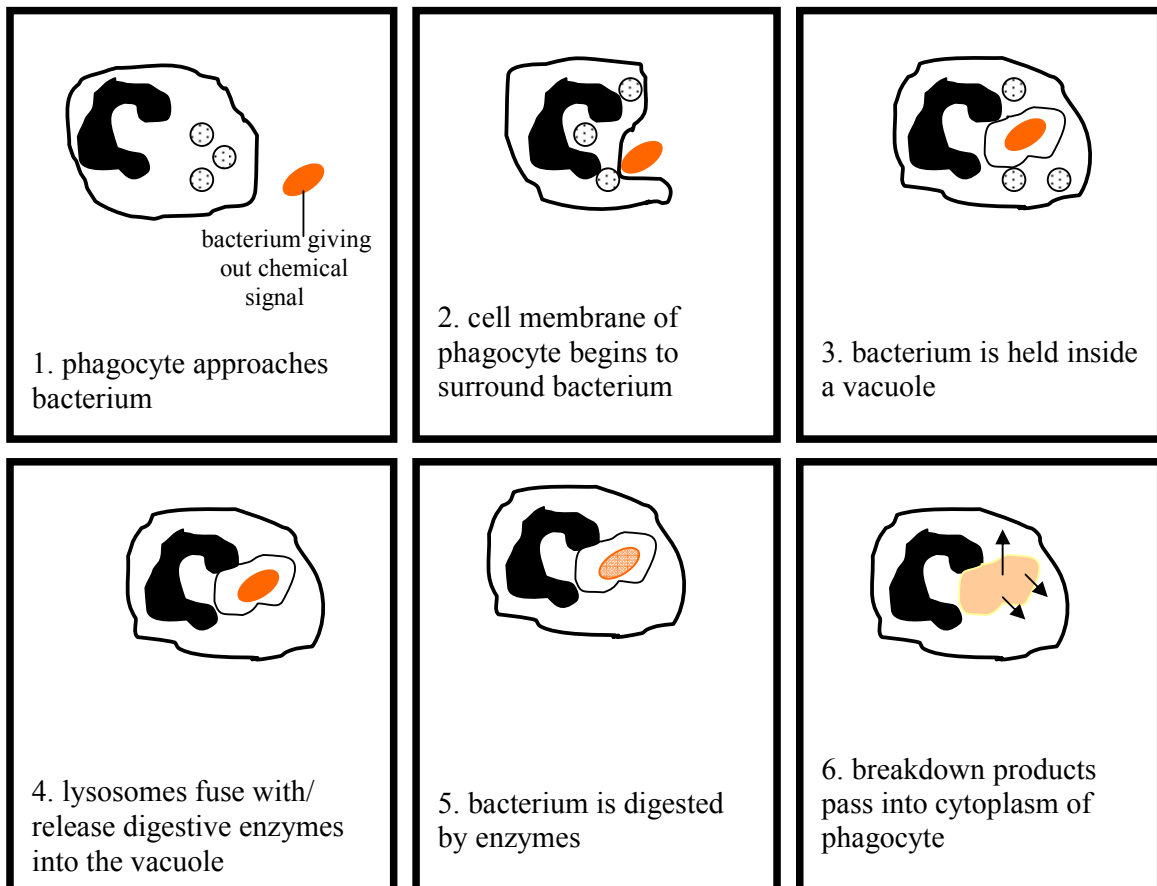 bacterium giving
out chemical
signal
1. phagocyte approaches
bacterium
2. cell membrane of
phagocyte begins to
surround bacterium
3. bacterium is held inside
a vacuole
4. lysosomes fuse with/
release digestive enzymes
into the vacuole
5. bacterium is digested
by enzymes
6. breakdown products
pass into cytoplasm of
phagocyte